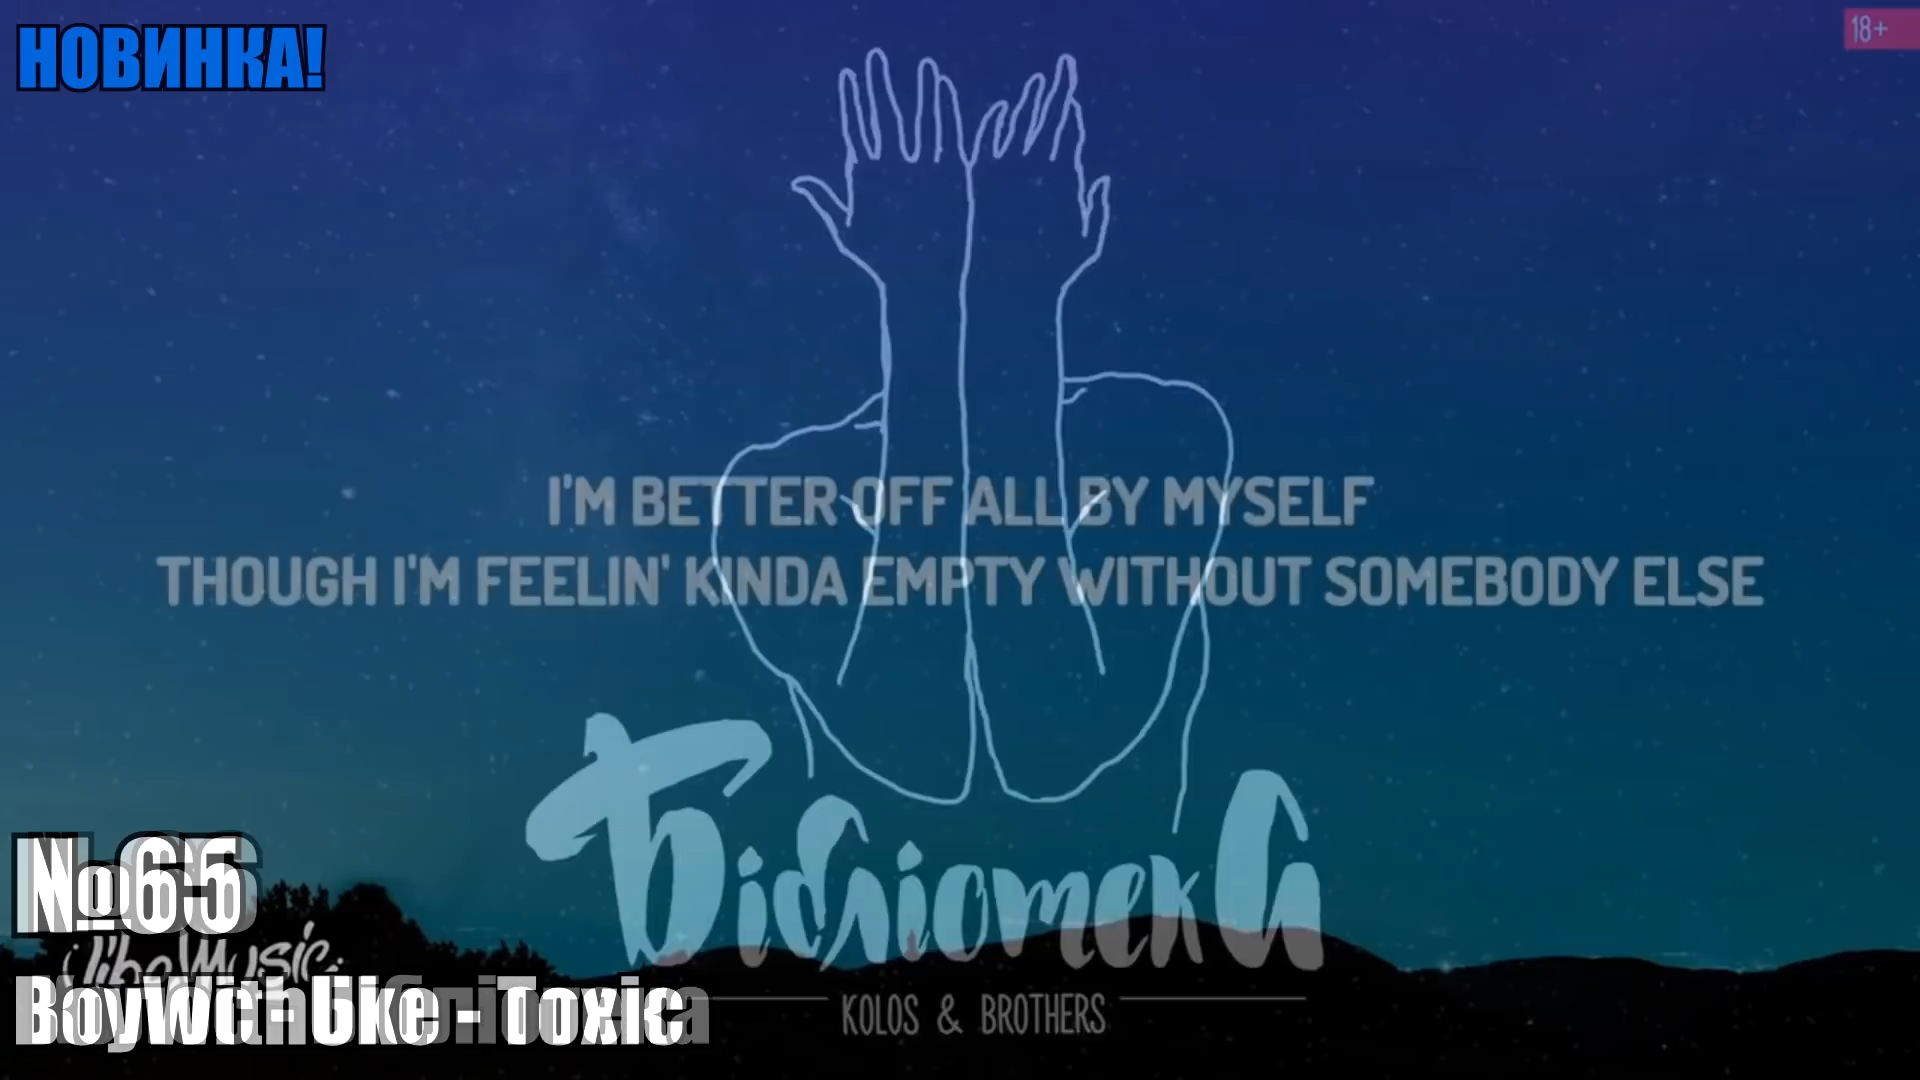 НОВИНКА!
18+
I'M BETTER OFF ALL BY MYSELF
THOUGH I'M FEELIN' KINDA EMPTY WITHOUT SOMEBODY ELSE
БібліотекА
№65
VibeMusic
BoyWithUke - Toxic
KOLOS & BROTHERS